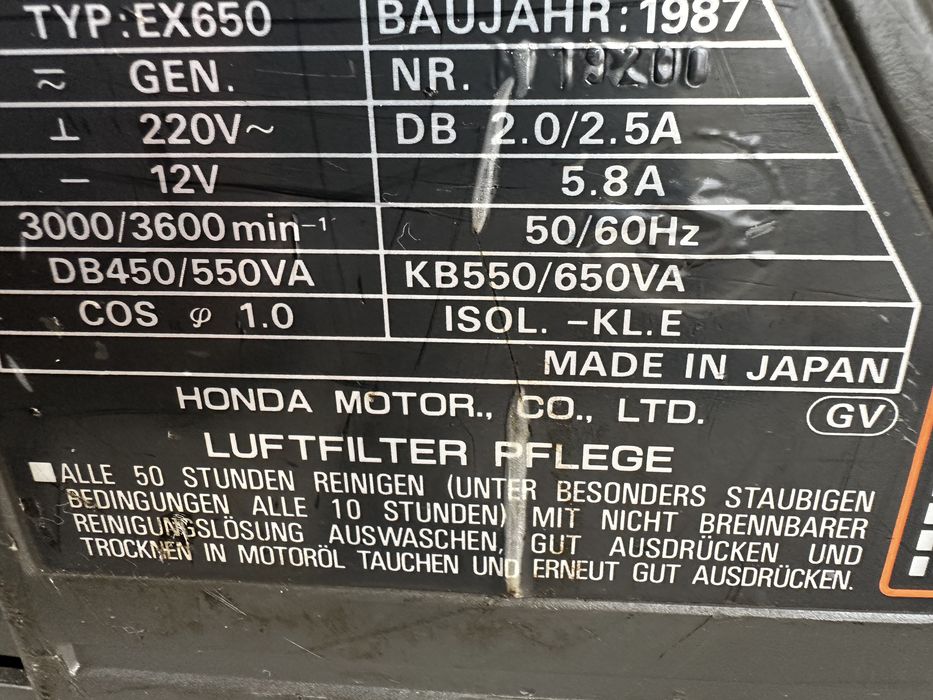 TYP:EX650 BAUJAHR:1987
⎓ GEN. NR. 119200
⊥ 220V~ DB 2.0/2.5A
— 12V 5.8A
3000/3600min⁻¹ 50/60Hz
DB450/550VA KB550/650VA
COS φ 1.0 ISOL. -KL.E
MADE IN JAPAN
HONDA MOTOR., CO., LTD. GV
LUFTFILTER PFLEGE
■ALLE 50 STUNDEN REINIGEN (UNTER BESONDERS STAUBIGEN
BEDINGUNGEN ALLE 10 STUNDEN) MIT NICHT BRENNBARER
REINIGUNGSLÖSUNG AUSWASCHEN, GUT AUSDRÜCKEN UND
TROCKNEN IN MOTORÖL TAUCHEN UND ERNEUT GUT AUSDRÜCKEN.